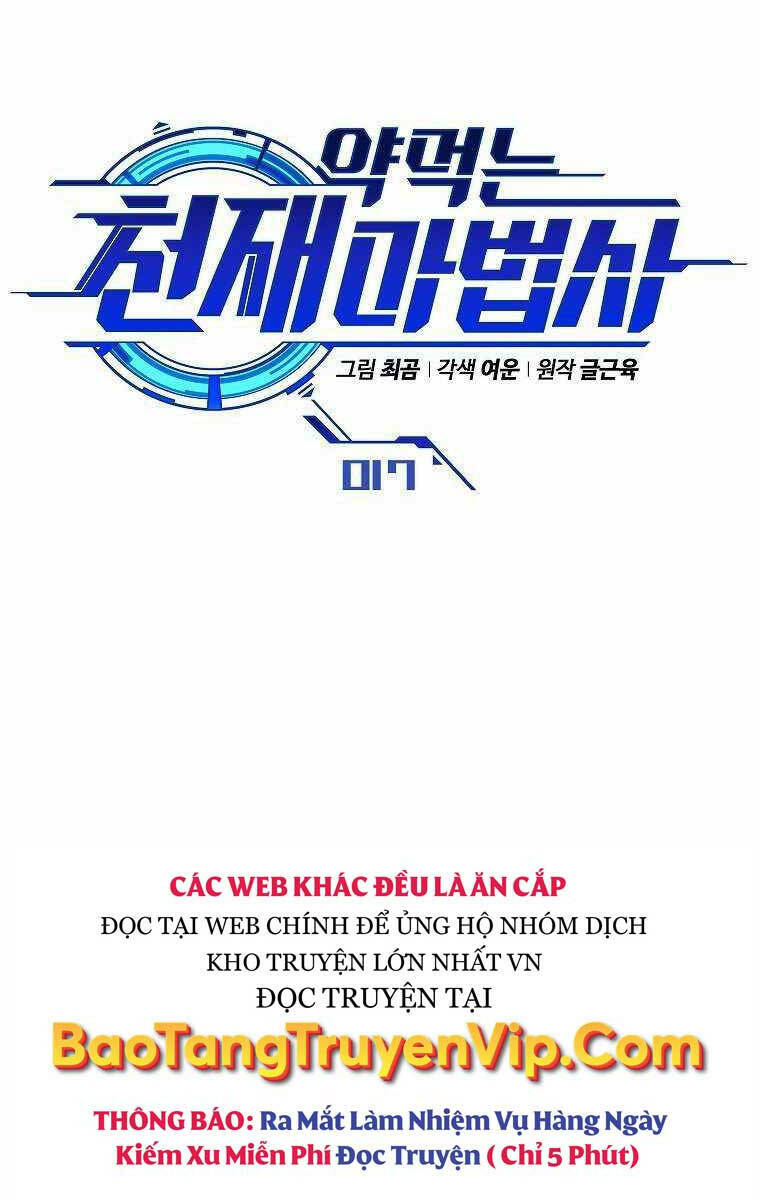 약먹는
천재마법사
그림 최곰 | 각색 여운 | 원작 글근육
017
CÁC WEB KHÁC ĐỀU LÀ ĂN CẮP
ĐỌC TẠI WEB CHÍNH ĐỂ ỦNG HỘ NHÓM DỊCH
KHO TRUYỆN LỚN NHẤT VN
ĐỌC TRUYỆN TẠI
BaoTangTruyenVip.Com
THÔNG BÁO: Ra Mắt Làm Nhiệm Vụ Hàng Ngày
Kiếm Xu Miễn Phí Đọc Truyện ( Chỉ 5 Phút)